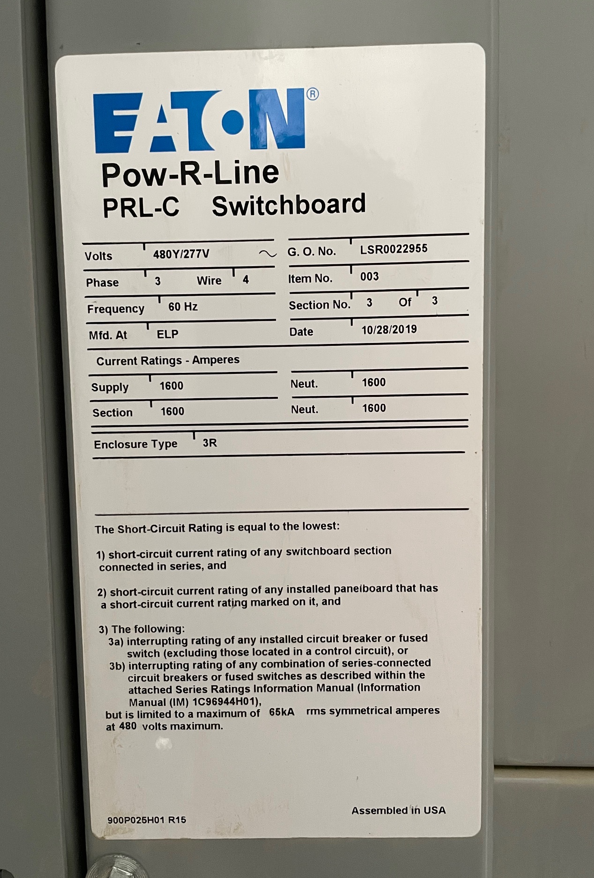 EATON®
Pow-R-Line
PRL-C Switchboard
Volts 480Y/277V ~ G. O. No. LSR0022955
Phase 3 Wire 4 Item No. 003
Frequency 60 Hz Section No. 3 Of 3
Mfd. At ELP Date 10/28/2019
Current Ratings - Amperes
Supply 1600 Neut. 1600
Section 1600 Neut. 1600
Enclosure Type 3R
The Short-Circuit Rating is equal to the lowest:
1) short-circuit current rating of any switchboard section
connected in series, and
2) short-circuit current rating of any installed panelboard that has
a short-circuit current rating marked on it, and
3) The following:
3a) interrupting rating of any installed circuit breaker or fused
switch (excluding those located in a control circuit), or
3b) interrupting rating of any combination of series-connected
circuit breakers or fused switches as described within the
attached Series Ratings Information Manual (Information
Manual (IM) 1C96944H01),
but is limited to a maximum of 65kA rms symmetrical amperes
at 480 volts maximum.
900P025H01 R15 Assembled in USA